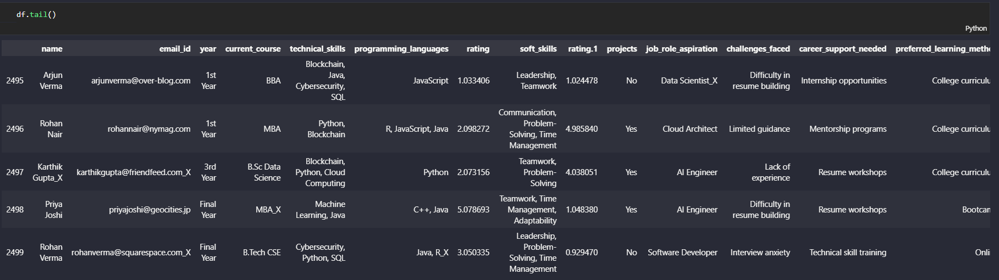 df.tail()
Python
name email_id year current_course technical_skills programming_languages rating soft_skills rating.1 projects job_role_aspiration challenges_faced career_support_needed preferred_learning_metho
2495 Arjun Verma arjunverma@over-blog.com 1st Year BBA Blockchain, Java, Cybersecurity, SQL JavaScript 1.033406 Leadership, Teamwork 1.024478 No Data Scientist_X Difficulty in resume building Internship opportunities College curriculu
2496 Rohan Nair rohannair@nymag.com 1st Year MBA Python, Blockchain R, JavaScript, Java 2.098272 Communication, Problem-Solving, Time Management 4.985840 Yes Cloud Architect Limited guidance Mentorship programs College curriculu
2497 Karthik Gupta_X karthikgupta@friendfeed.com_X 3rd Year B.Sc Data Science Blockchain, Python, Cloud Computing Python 2.073156 Teamwork, Problem-Solving 4.038051 Yes AI Engineer Lack of experience Resume workshops College curriculu
2498 Priya Joshi priyajoshi@geocities.jp Final Year MBA_X Machine Learning, Java C++, Java 5.078693 Teamwork, Time Management, Adaptability 1.048380 Yes AI Engineer Difficulty in resume building Resume workshops Bootcam
2499 Rohan Verma rohanverma@squarespace.com_X Final Year B.Tech CSE Cybersecurity, Python, SQL Java, R_X 3.050335 Leadership, Problem-Solving, Time Management 0.929470 No Software Developer Interview anxiety Technical skill training Onli